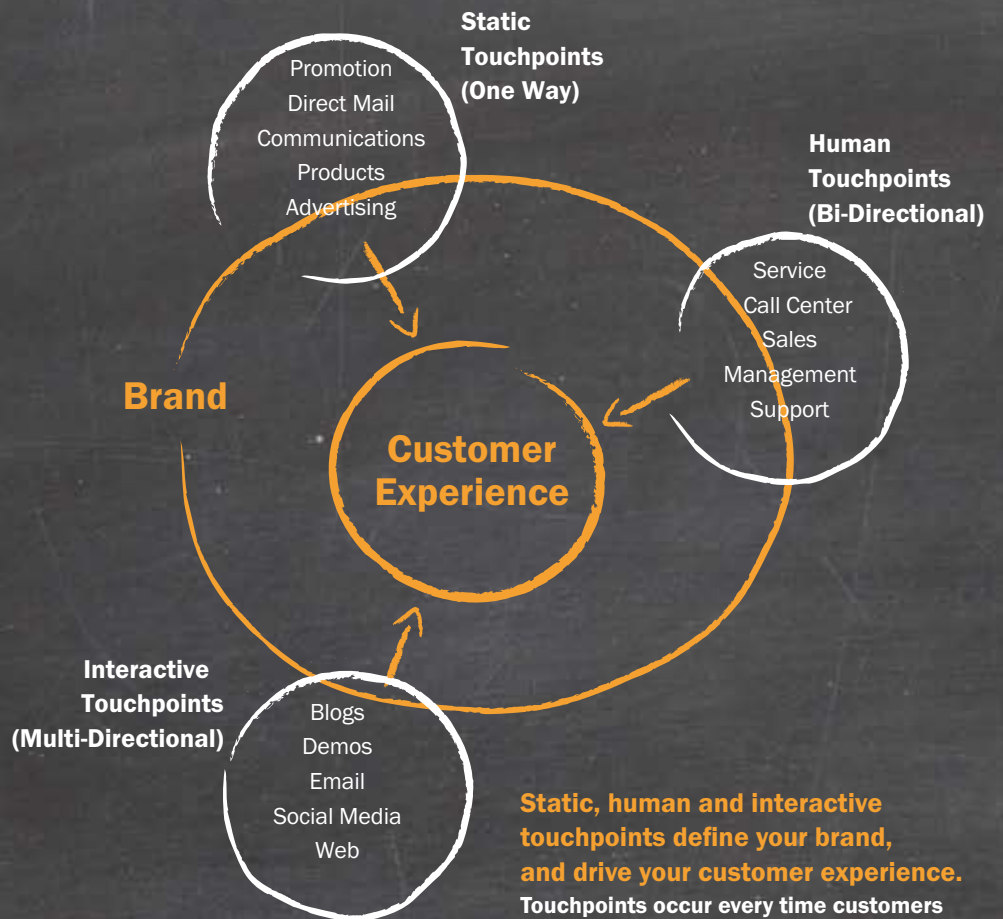 Static
Touchpoints
(One Way)
Promotion
Direct Mail
Communications
Products
Advertising
Human
Touchpoints
(Bi-Directional)
Service
Call Center
Sales
Management
Support
Brand
Customer
Experience
Interactive
Touchpoints
(Multi-Directional)
Blogs
Demos
Email
Social Media
Web
Static, human and interactive
touchpoints define your brand,
and drive your customer experience.
Touchpoints occur every time customers